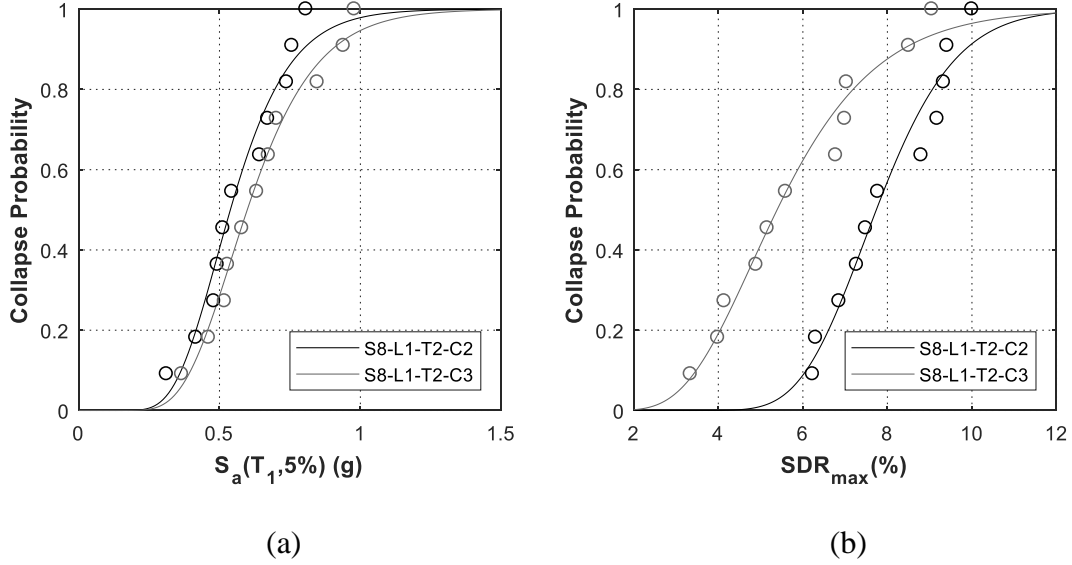 1
0.8
0.6
0.4
0.2
0
0
0.5
1
1.5
Collapse Probability
S_a(T_1,5%) (g)
S8-L1-T2-C2
S8-L1-T2-C3
(a)
1
0.8
0.6
0.4
0.2
0
2
4
6
8
10
12
Collapse Probability
SDR_max(%)
S8-L1-T2-C2
S8-L1-T2-C3
(b)